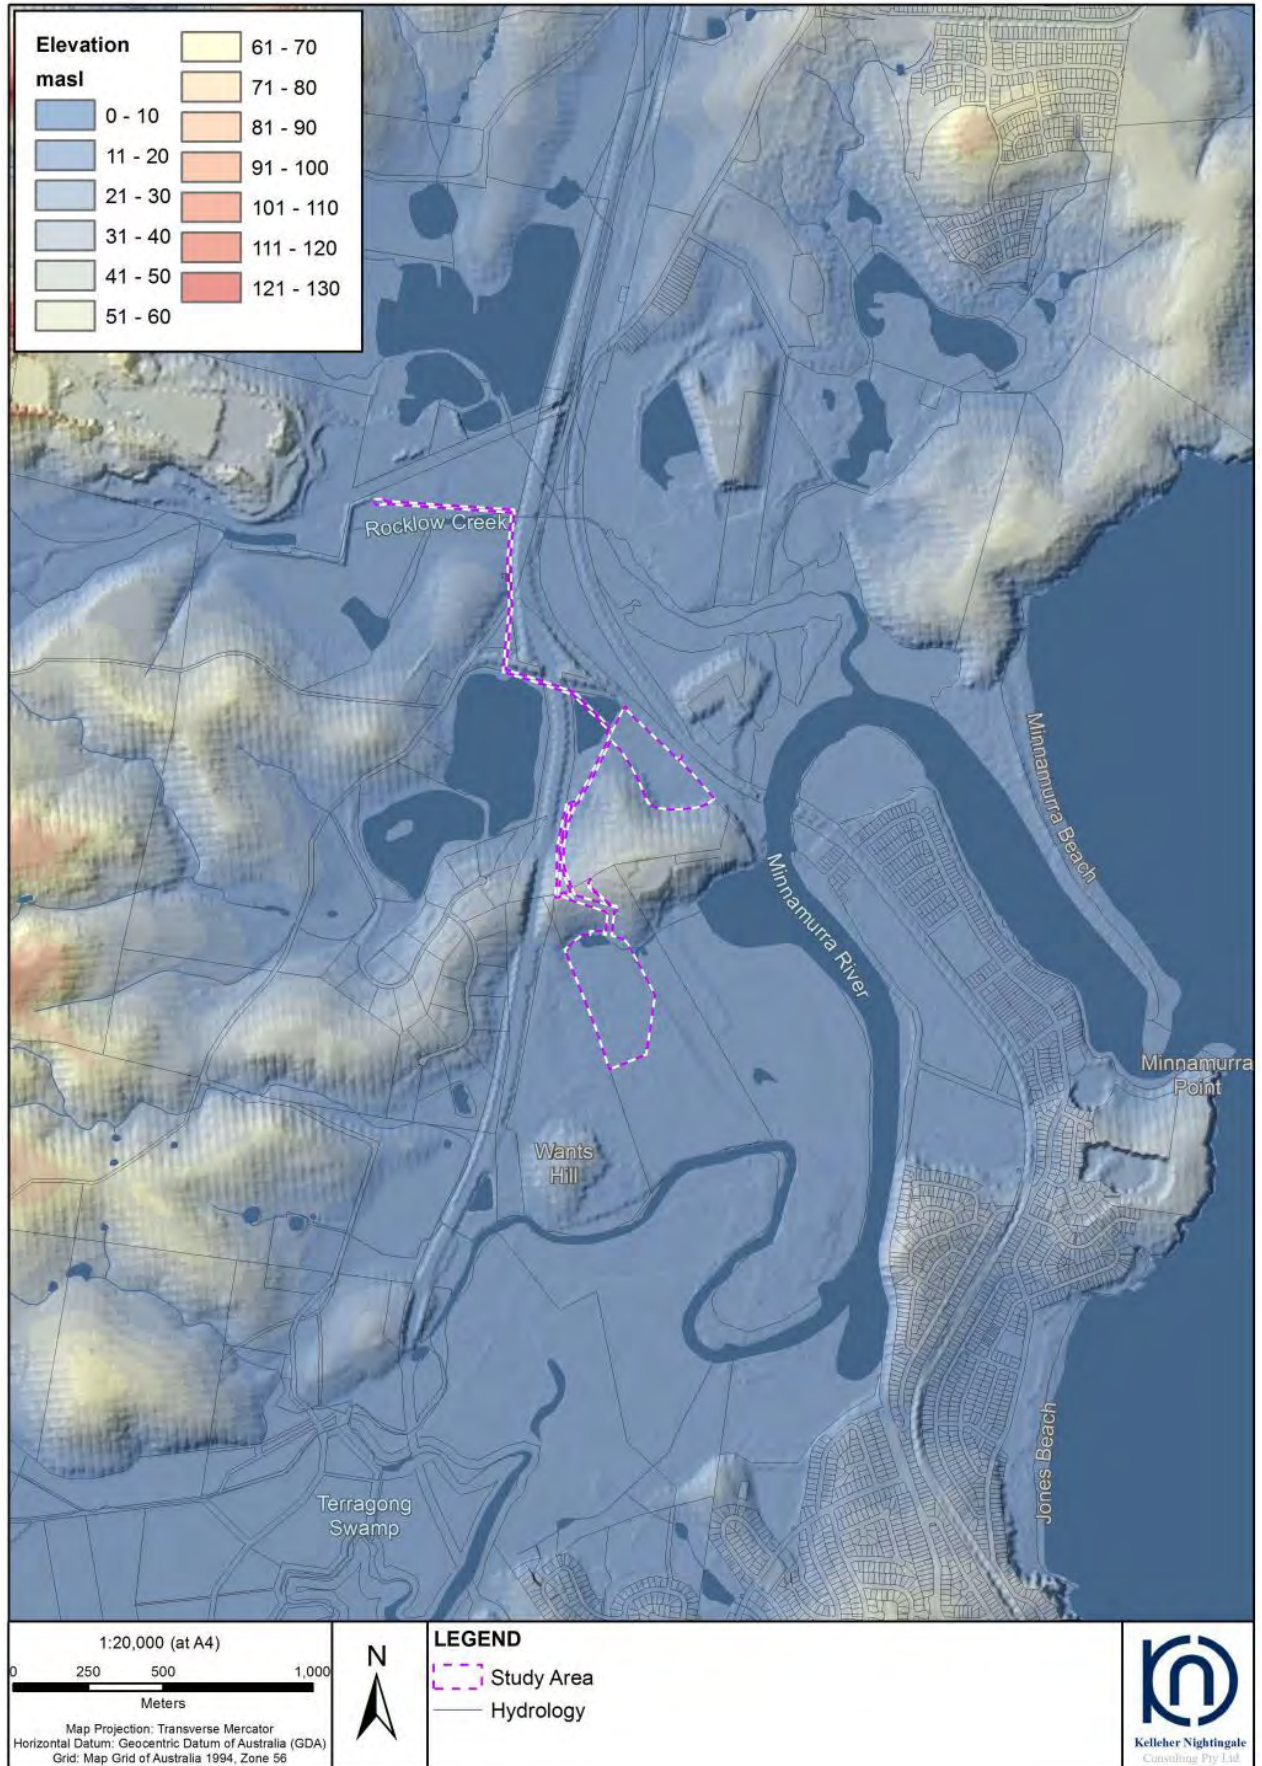 Elevation
masl
0 - 10
11 - 20
21 - 30
31 - 40
41 - 50
51 - 60
61 - 70
71 - 80
81 - 90
91 - 100
101 - 110
111 - 120
121 - 130
Rocklow Creek
Minnamurra Beach
Minnamurra River
Minnamurra
Point
Wants
Hill
Jones Beach
Terragong
Swamp
1:20,000 (at A4)
0 250 500 1,000
Meters
Map Projection: Transverse Mercator
Horizontal Datum: Geocentric Datum of Australia (GDA)
Grid: Map Grid of Australia 1994, Zone 56
N
LEGEND
Study Area
Hydrology
Kelleher Nightingale
Consulting Pty Ltd